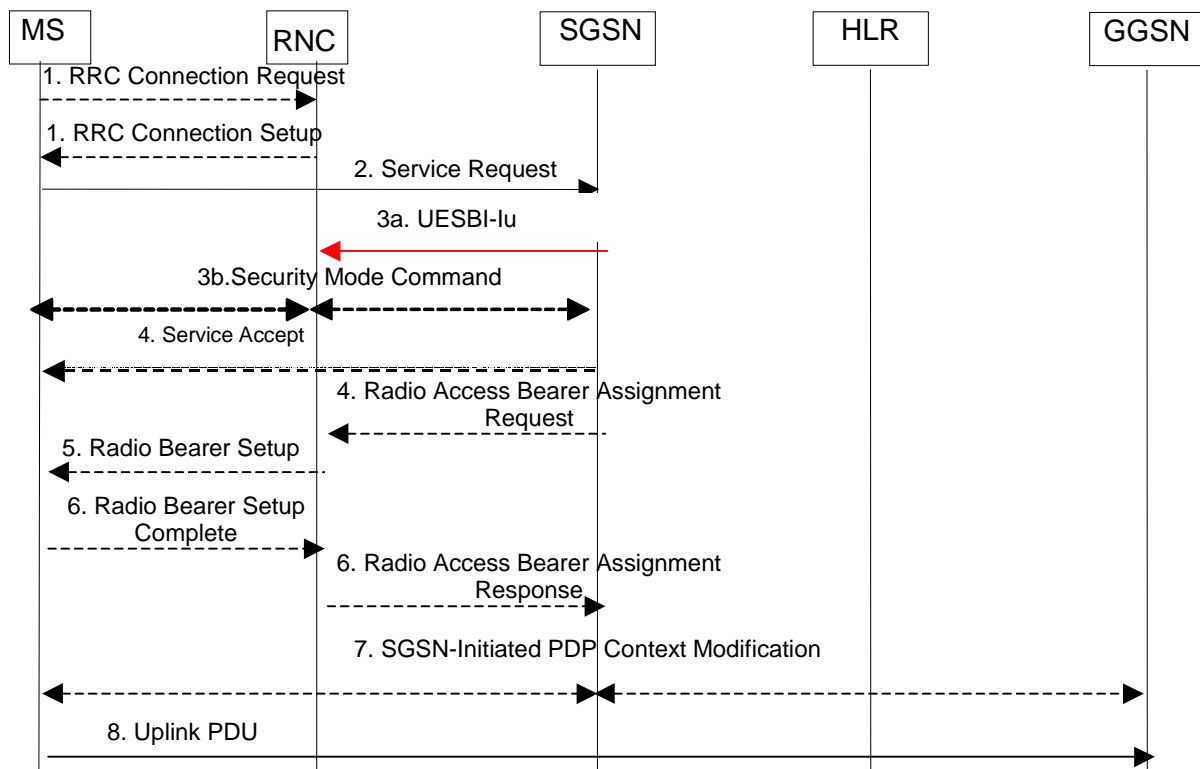 MS
RNC
SGSN
HLR
GGSN
1. RRC Connection Request
1. RRC Connection Setup
2. Service Request
3a. UESBI-Iu
3b.Security Mode Command
4. Service Accept
4. Radio Access Bearer Assignment
Request
5. Radio Bearer Setup
6. Radio Bearer Setup
Complete
6. Radio Access Bearer Assignment
Response
7. SGSN-Initiated PDP Context Modification
8. Uplink PDU